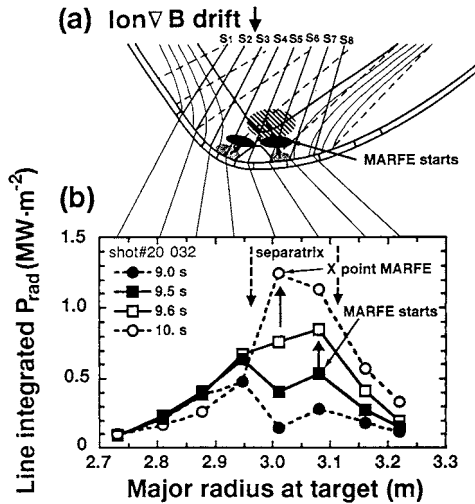 (a) Ion ∇ B drift
S1 S2 S3 S4 S5 S6 S7 S8
MARFE starts
(b)
Line integrated Prad (MW·m-2)
1.5
1.0
0.5
0
shot#20 032
9.0 s
9.5 s
9.6 s
10. s
separatrix
X point MARFE
MARFE starts
2.7 2.8 2.9 3.0 3.1 3.2 3.3
Major radius at target (m)